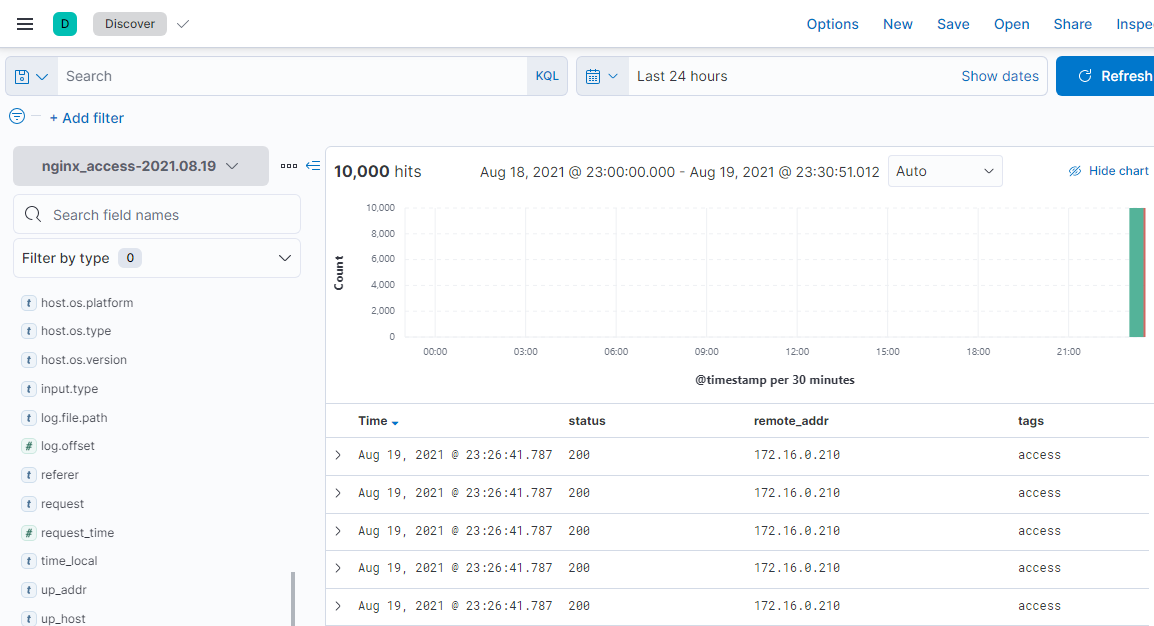 D Discover Options New Save Open Share Inspe
Search KQL Last 24 hours Show dates Refresh
+ Add filter
nginx_access-2021.08.19
10,000 hits Aug 18, 2021 @ 23:00:00.000 - Aug 19, 2021 @ 23:30:51.012 Auto Hide chart
Search field names
Filter by type 0
t host.os.platform
t host.os.type
t host.os.version
t input.type
t log.file.path
# log.offset
t referer
t request
# request_time
t time_local
t up_addr
t up_host
Count
10,000
8,000
6,000
4,000
2,000
0
00:00 03:00 06:00 09:00 12:00 15:00 18:00 21:00
@timestamp per 30 minutes
Time status remote_addr tags
Aug 19, 2021 @ 23:26:41.787 200 172.16.0.210 access
Aug 19, 2021 @ 23:26:41.787 200 172.16.0.210 access
Aug 19, 2021 @ 23:26:41.787 200 172.16.0.210 access
Aug 19, 2021 @ 23:26:41.787 200 172.16.0.210 access
Aug 19, 2021 @ 23:26:41.787 200 172.16.0.210 access